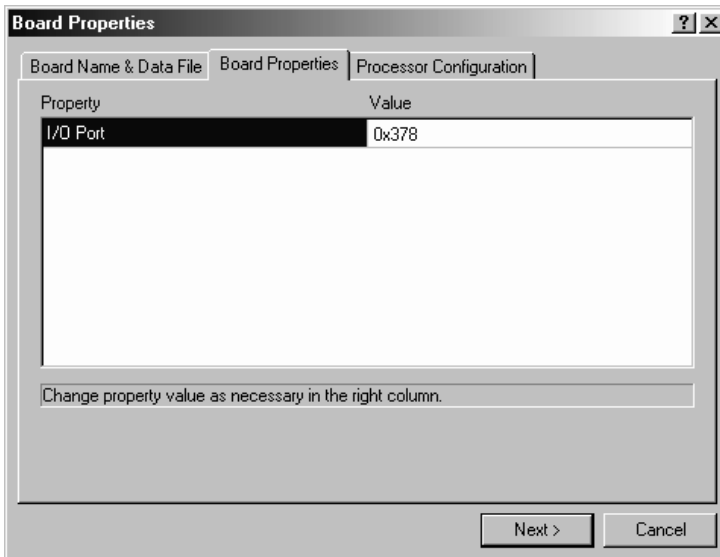 Board Properties
Board Name & Data File Board Properties Processor Configuration
Property Value
I/O Port 0x378
Change property value as necessary in the right column.
Next > Cancel